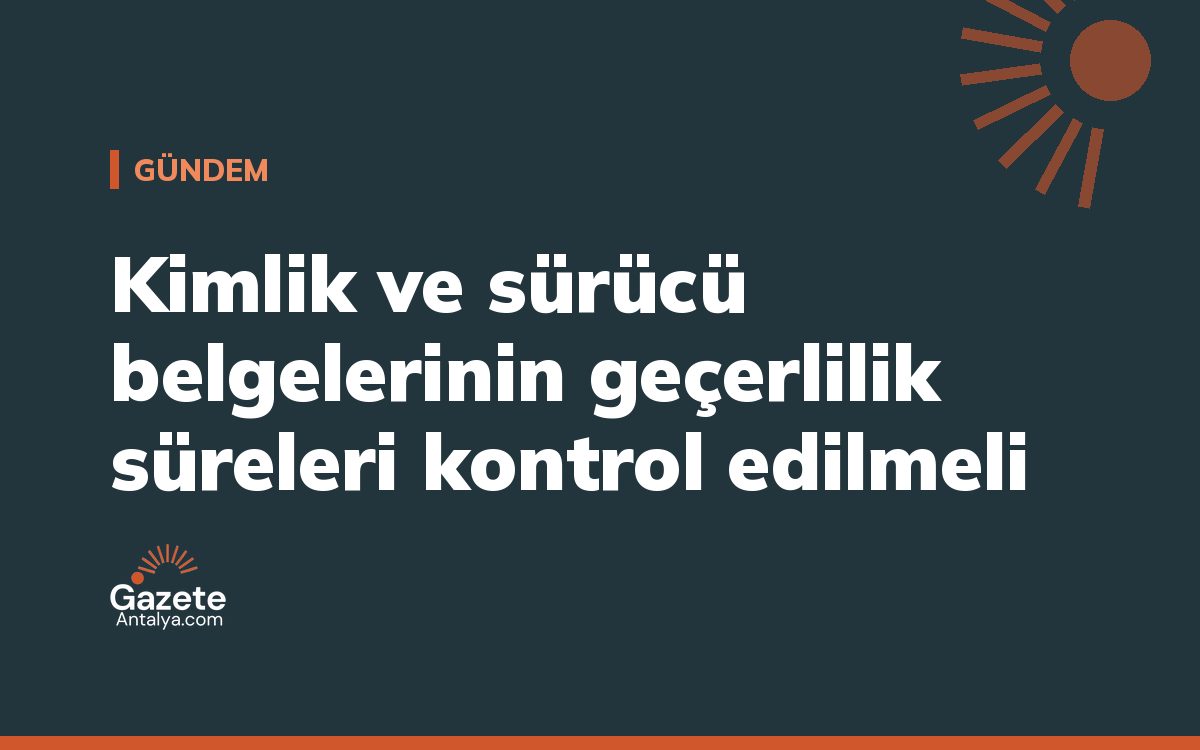 GÜNDEM
Kimlik ve sürücü
belgelerinin geçerlilik
süreleri kontrol edilmeli
Gazete
Antalya.com